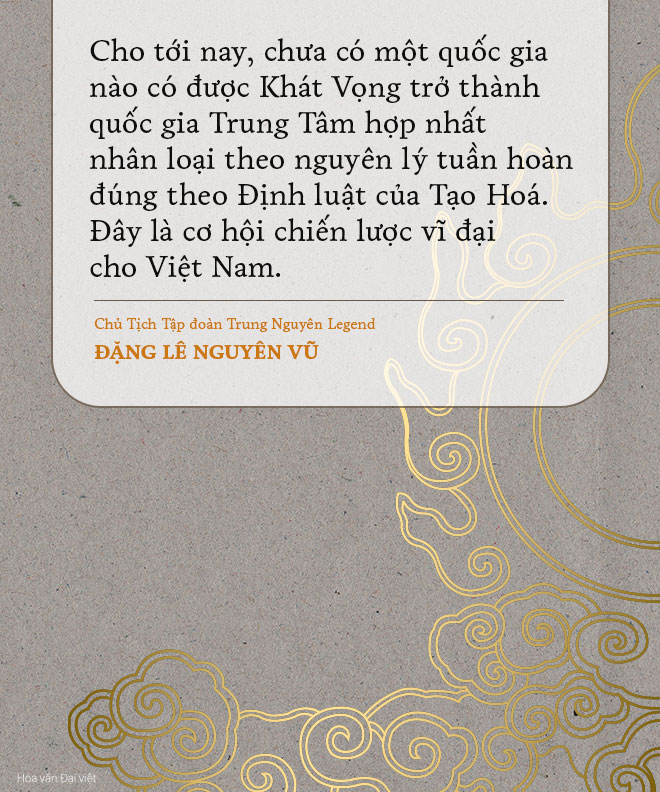 Cho tới nay, chưa có một quốc gia
nào có được Khát Vọng trở thành
quốc gia Trung Tâm hợp nhất
nhân loại theo nguyên lý tuần hoàn
đúng theo Định luật của Tạo Hoá.
Đây là cơ hội chiến lược vĩ đại
cho Việt Nam.
Chủ Tịch Tập đoàn Trung Nguyên Legend
ĐẶNG LÊ NGUYÊN VŨ
Hoa văn Đại việt